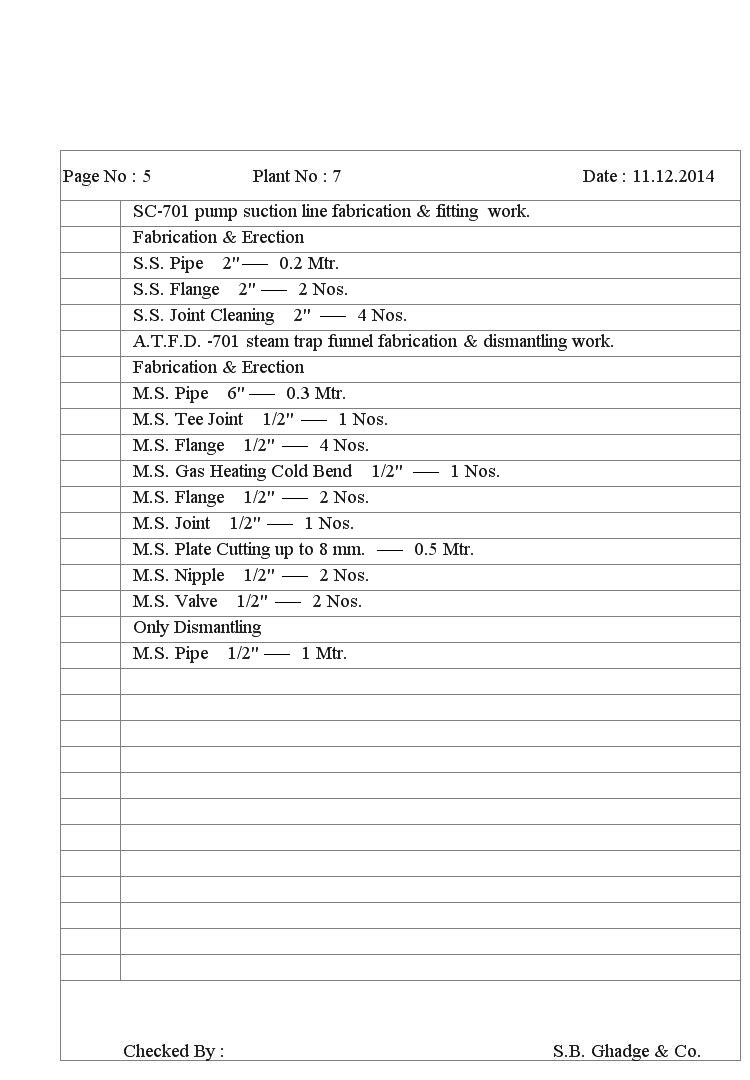 Page No : 5 Plant No : 7 Date : 11.12.2014
SC-701 pump suction line fabrication & fitting work.
Fabrication & Erection
S.S. Pipe 2" — 0.2 Mtr.
S.S. Flange 2" — 2 Nos.
S.S. Joint Cleaning 2" — 4 Nos.
A.T.F.D. -701 steam trap funnel fabrication & dismantling work.
Fabrication & Erection
M.S. Pipe 6" — 0.3 Mtr.
M.S. Tee Joint 1/2" — 1 Nos.
M.S. Flange 1/2" — 4 Nos.
M.S. Gas Heating Cold Bend 1/2" — 1 Nos.
M.S. Flange 1/2" — 2 Nos.
M.S. Joint 1/2" — 1 Nos.
M.S. Plate Cutting up to 8 mm. — 0.5 Mtr.
M.S. Nipple 1/2" — 2 Nos.
M.S. Valve 1/2" — 2 Nos.
Only Dismantling
M.S. Pipe 1/2" — 1 Mtr.
Checked By : S.B. Ghadge & Co.